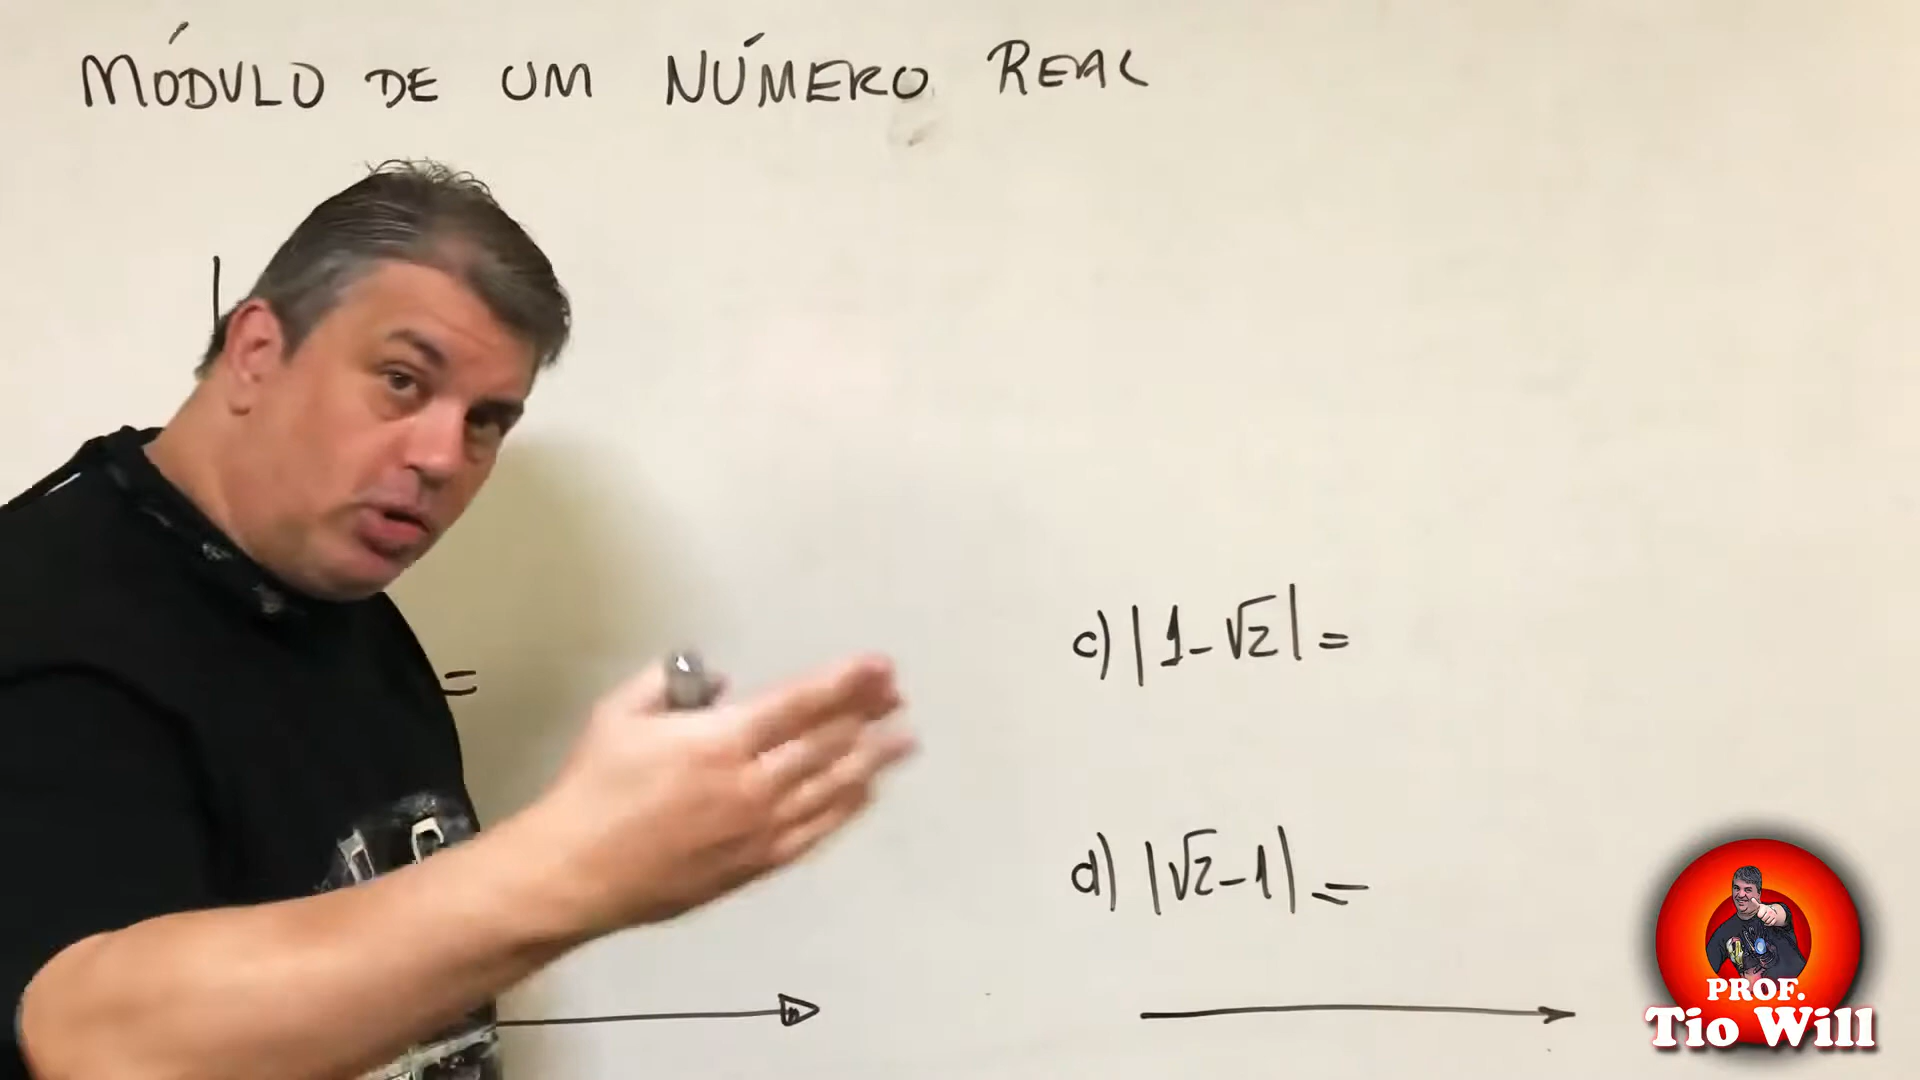 MÓDULO DE UM NÚMERO REAL
=
c) |1-√2| =
d) |√2-1| =
PROF.
Tio Will